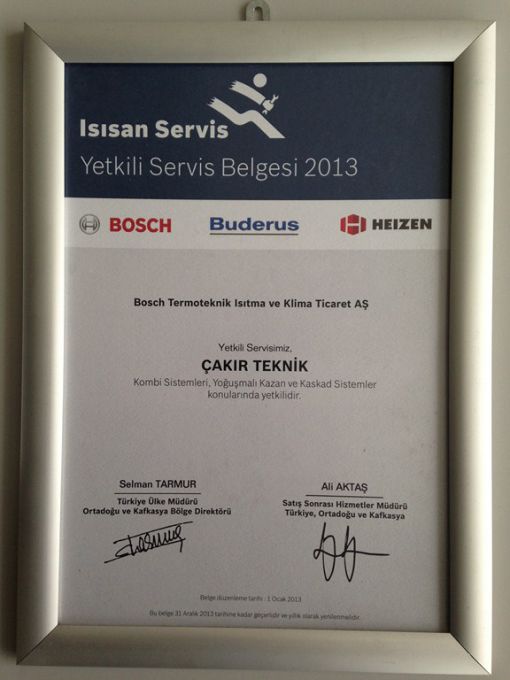 Isısan Servis
Yetkili Servis Belgesi 2013
BOSCH Buderus HEIZEN
Bosch Termoteknik Isıtma ve Klima Ticaret AŞ
Yetkili Servisimiz,
ÇAKIR TEKNİK
Kombi Sistemleri, Yoğuşmalı Kazan ve Kaskad Sistemler
konularında yetkilidir.
Selman TARMUR
Türkiye Ülke Müdürü
Ortadoğu ve Kafkasya Bölge Direktörü
Ali AKTAŞ
Satış Sonrası Hizmetler Müdürü
Türkiye, Ortadoğu ve Kafkasya
Belge düzenleme tarihi : 1 Ocak 2013
Bu belge 31 Aralık 2013 tarihine kadar geçerlidir ve yıllık olarak yenilenmelidir.